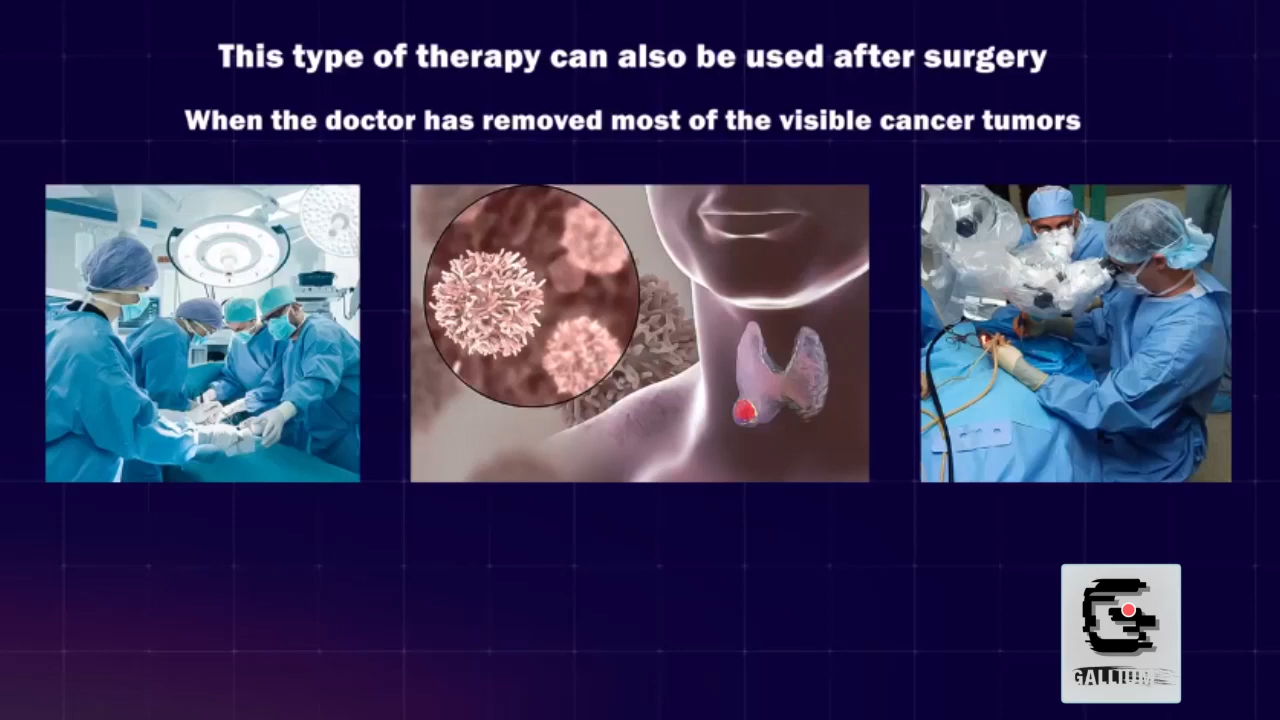 This type of therapy can also be used after surgery
When the doctor has removed most of the visible cancer tumors
GALLIUM